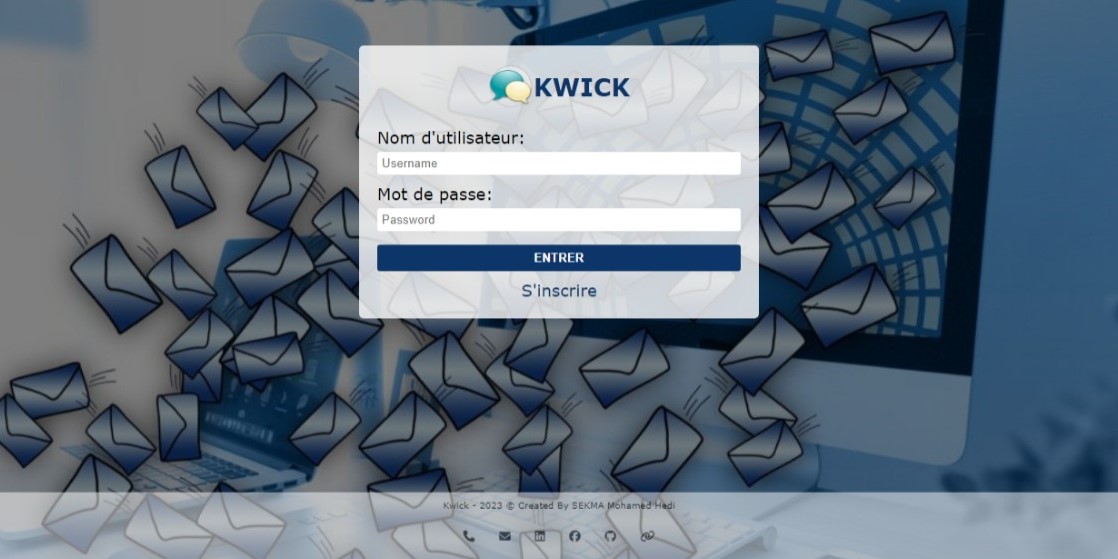 KWICK
Nom d'utilisateur:
Username
Mot de passe:
Password
ENTRER
S'inscrire
Kwick - 2023 © Created By SEKMA Mohamed Hedi